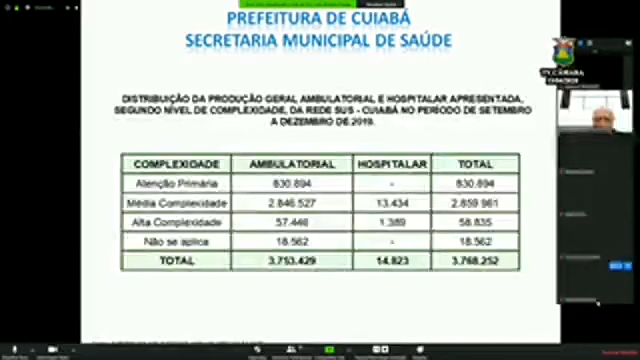 PREFEITURA DE CUIABÁ
SECRETARIA MUNICIPAL DE SAÚDE
TV CÂMARA
DISTRIBUIÇÃO DA PRODUÇÃO GERAL AMBULATORIAL E HOSPITALAR APRESENTADA,
SEGUNDO NÍVEL DE COMPLEXIDADE, DA REDE SUS - CUIABÁ NO PERÍODO DE SETEMBRO
A DEZEMBRO DE 2019.
COMPLEXIDADE AMBULATORIAL HOSPITALAR TOTAL
Atenção Primária 830.894 - 830.894
Média Complexidade 2.846.527 13.434 2.859.961
Alta Complexidade 57.446 1.389 58.835
Não se aplica 18.562 - 18.562
TOTAL 3.753.429 14.823 3.768.252